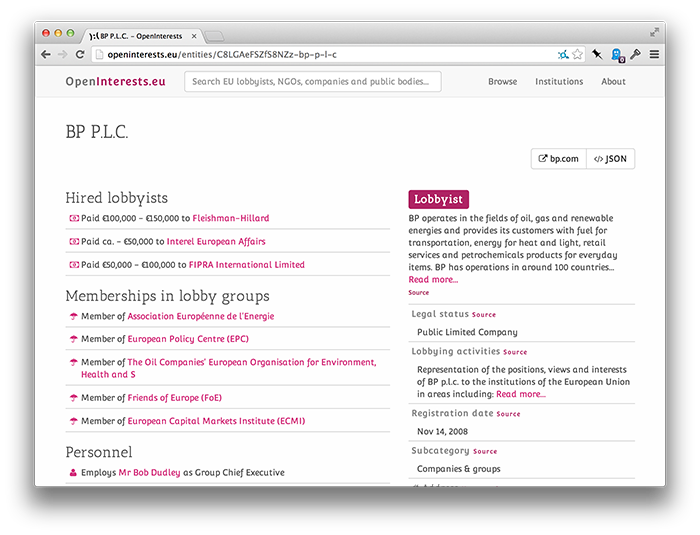 BP P.L.C. – OpenInterests
openinterests.eu/entities/C8LGAeFSZfS8NZz-bp-p-l-c
OpenInterests.eu
Search EU lobbyists, NGOs, companies and public bodies...
Browse
Institutions
About
BP P.L.C.
bp.com
</> JSON
Hired lobbyists
Paid €100,000 – €150,000 to Fleishman-Hillard
Paid ca. – €50,000 to Interel European Affairs
Paid €50,000 – €100,000 to FIPRA International Limited
Memberships in lobby groups
Member of Association Européenne de l'Energie
Member of European Policy Centre (EPC)
Member of The Oil Companies' European Organisation for Environment,
Health and S
Member of Friends of Europe (FoE)
Member of European Capital Markets Institute (ECMI)
Personnel
Employs Mr Bob Dudley as Group Chief Executive
Lobbyist
BP operates in the fields of oil, gas and renewable
energies and provides its customers with fuel for
transportation, energy for heat and light, retail
services and petrochemicals products for everyday
items. BP has operations in around 100 countries...
Read more...
Source
Legal status Source
Public Limited Company
Lobbying activities Source
Representation of the positions, views and interests
of BP p.l.c. to the institutions of the European Union
in areas including: Read more...
Registration date Source
Nov 14, 2008
Subcategory Source
Companies & groups